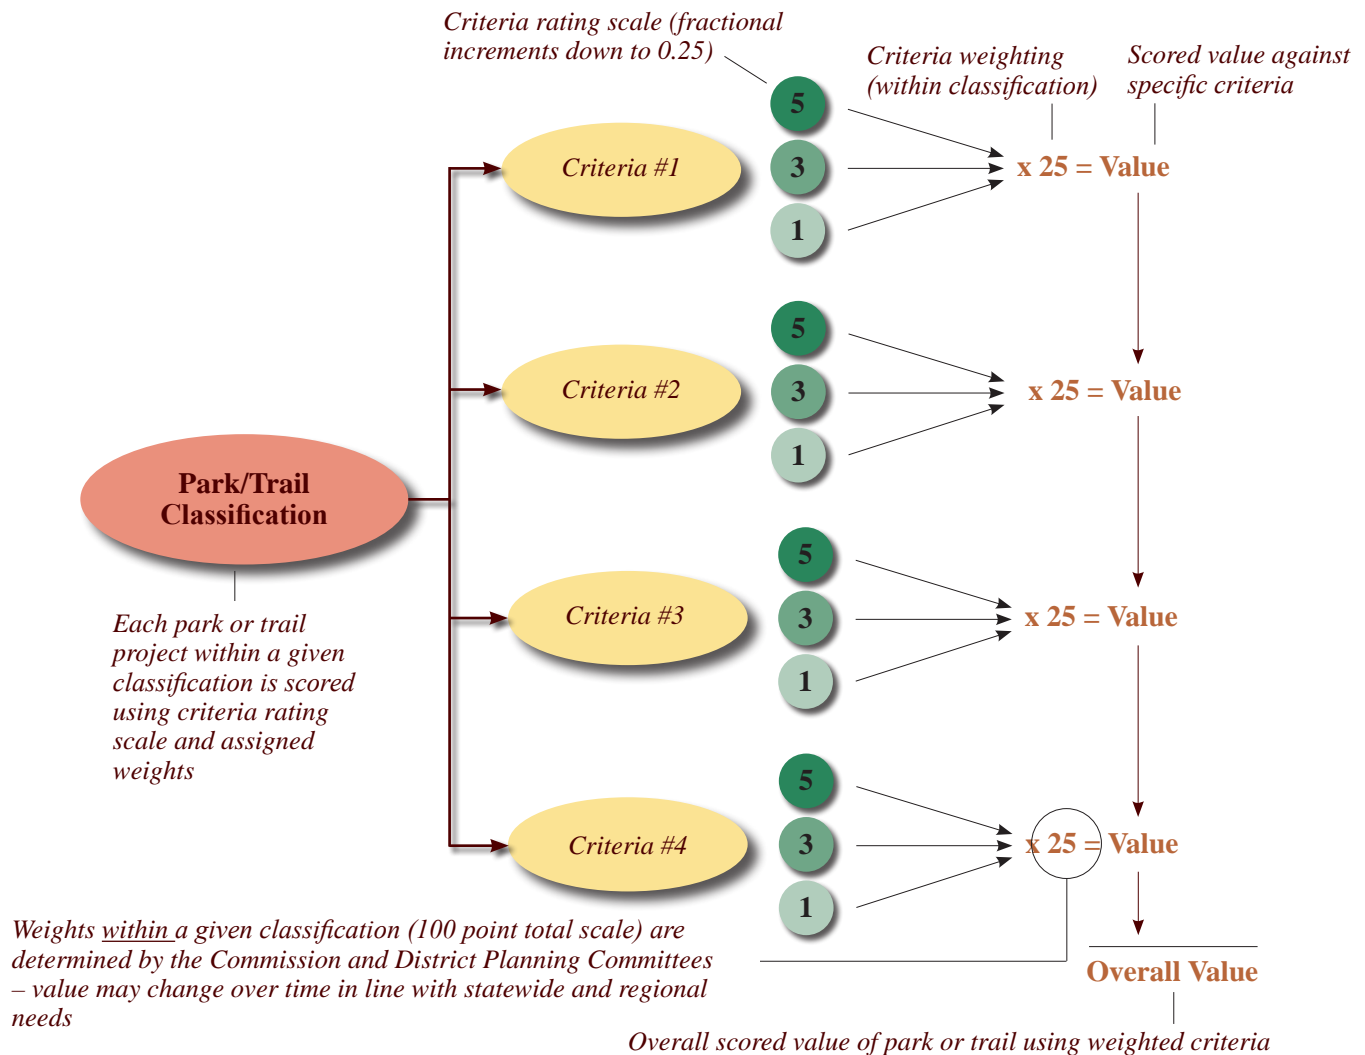 Criteria rating scale (fractional
increments down to 0.25)
Criteria weighting
(within classification)
Scored value against
specific criteria
5
Criteria #1
3
x 25 = Value
1
5
Criteria #2
3
x 25 = Value
1
Park/Trail
Classification
Each park or trail
project within a given
classification is scored
using criteria rating
scale and assigned
weights
5
Criteria #3
3
x 25 = Value
1
5
Criteria #4
3
x 25 = Value
1
Weights within a given classification (100 point total scale) are
determined by the Commission and District Planning Committees
– value may change over time in line with statewide and regional
needs
Overall Value
Overall scored value of park or trail using weighted criteria